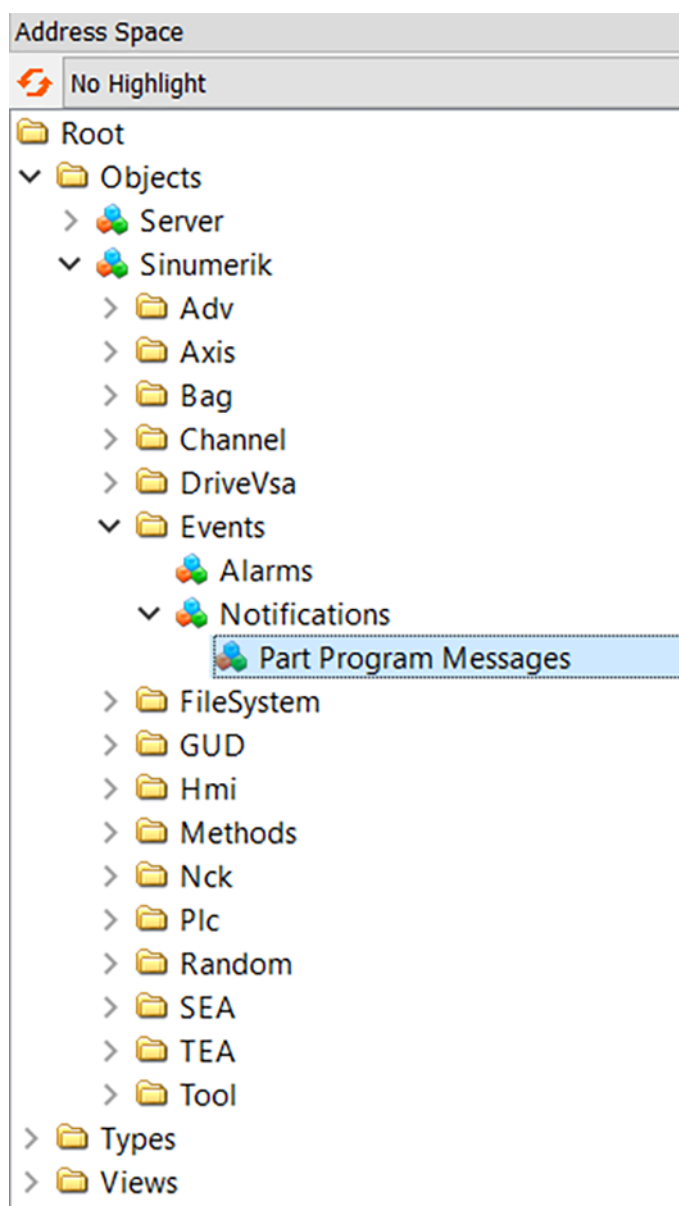 Address Space
No Highlight
Root
Objects
Server
Sinumerik
Adv
Axis
Bag
Channel
DriveVsa
Events
Alarms
Notifications
Part Program Messages
FileSystem
GUD
Hmi
Methods
Nck
Plc
Random
SEA
TEA
Tool
Types
Views